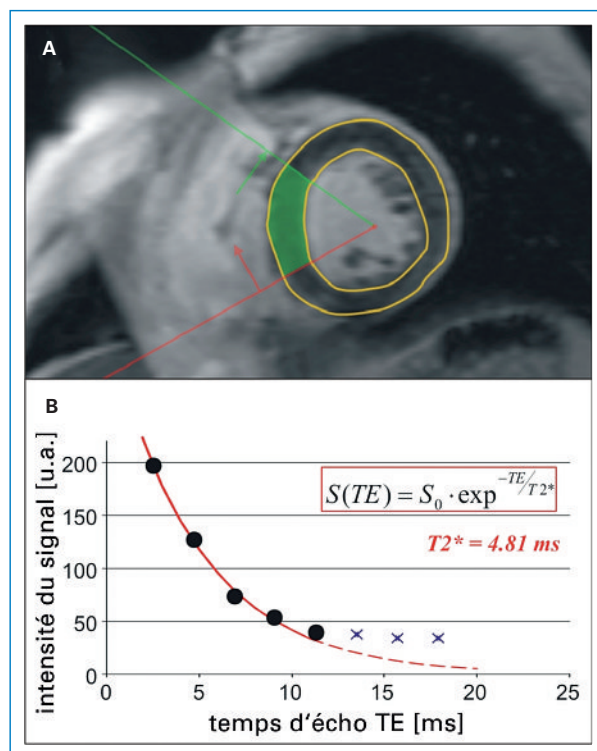 A
B
intensité du signal [u.a.]
200
150
100
50
0
S(TE) = S₀ · exp^(-TE/T2*)
T2* = 4.81 ms
0 5 10 15 20 25
temps d'écho TE [ms]